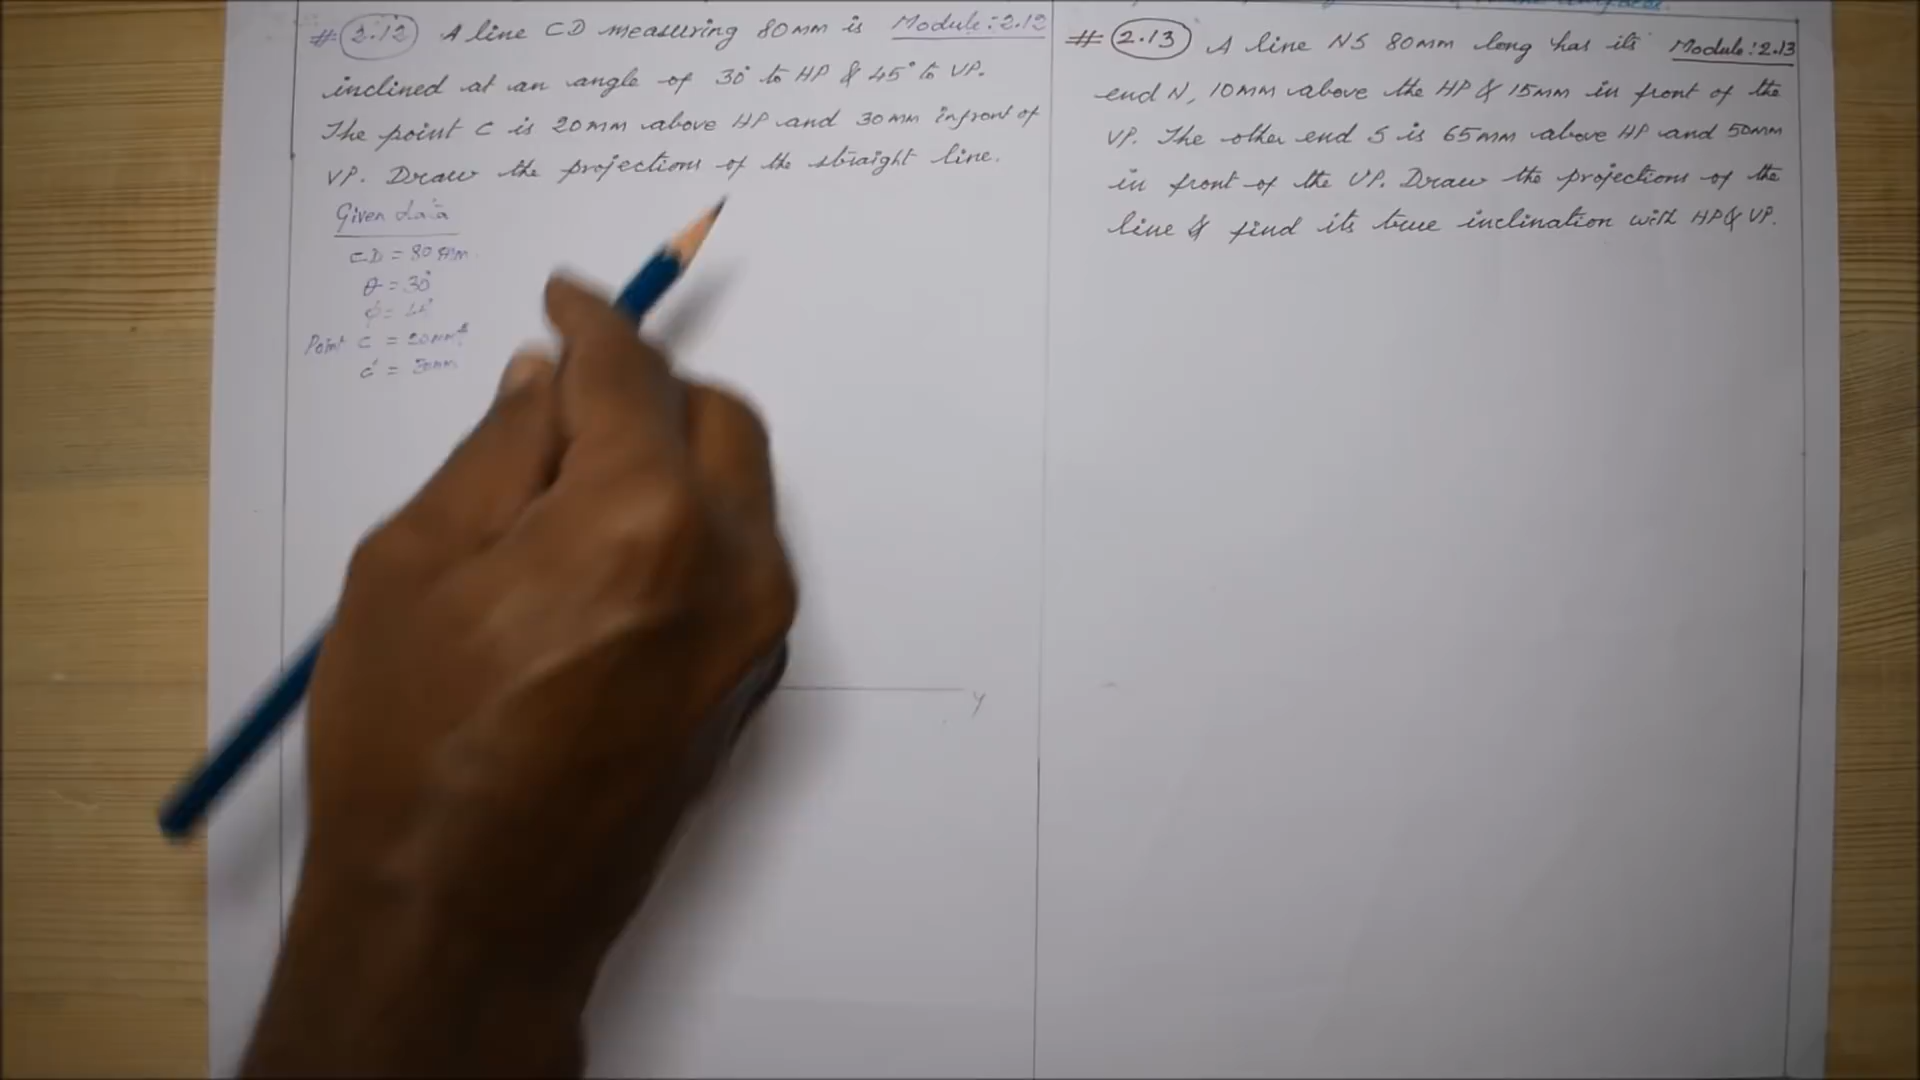 # 2.12 A line CD measuring 80mm is Module:2.12
inclined at an angle of 30° to HP & 45° to VP.
The point C is 20mm above HP and 30mm infront of
VP. Draw the projections of the straight line.
Given data
CD = 80mm
θ = 30°
φ =
Point C = 20mm
c' = 30mm
y
# 2.13 A line NS 80mm long has its Module:2.13
end N, 10mm above the HP & 15mm in front of the
VP. The other end S is 65mm above HP and 50mm
in front of the VP. Draw the projections of the
line & find its true inclination with HP & VP.